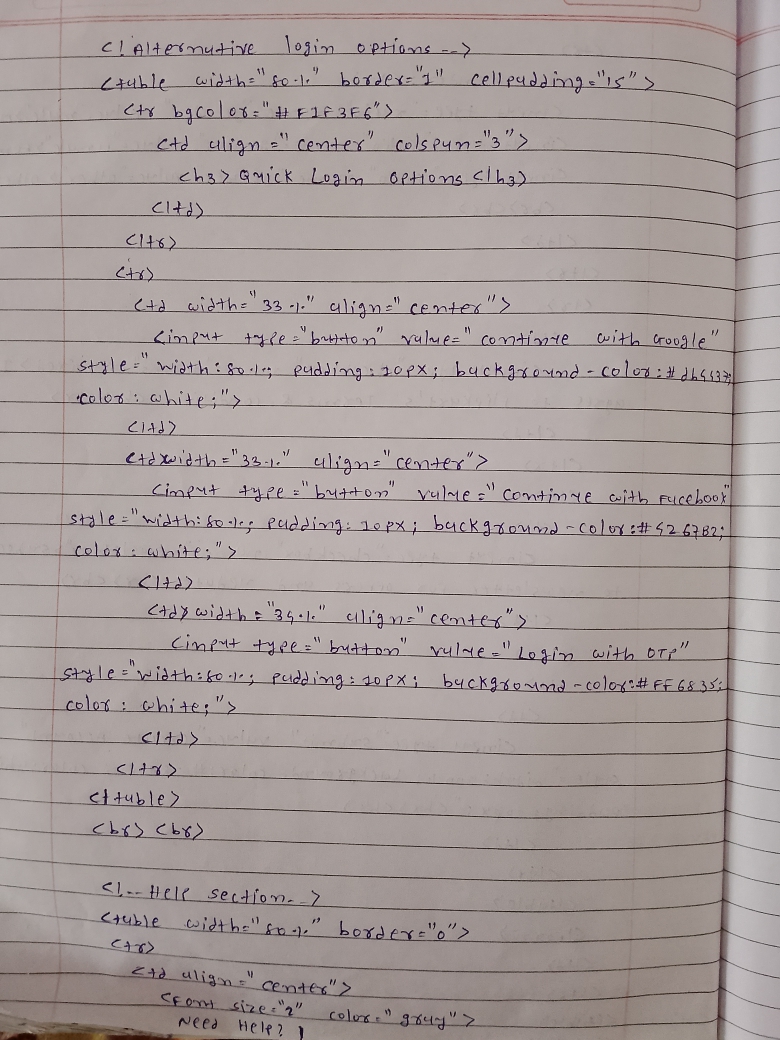 <! Alternative login options -->
<table width="80%" border="1" cellpadding="15">
<tr bgcolor="#F1F3F6">
<td align="center" colspan="3">
<h3> Quick Login options </h3>
</td>
</tr>
<tr>
<td width="33%" align="center">
<input type="button" value="continue with Google"
style="width:80%; padding:10px; background-color:#db4437;
color: white;">
</td>
<td width="33%" align="center">
<input type="button" value="continue with Facebook"
style="width:80%; padding:10px; background-color:#4267B2;
color: white;">
</td>
<td width="34%" align="center">
<input type="button" value="Login with OTP"
style="width:80%; padding:10px; background-color:#FF6835;
color: white;">
</td>
</tr>
</table>
<br> <br>
<!-- Help section-->
<table width="80%" border="0">
<tr>
<td align="center">
<font size="2" color="gray">
Need Help? |